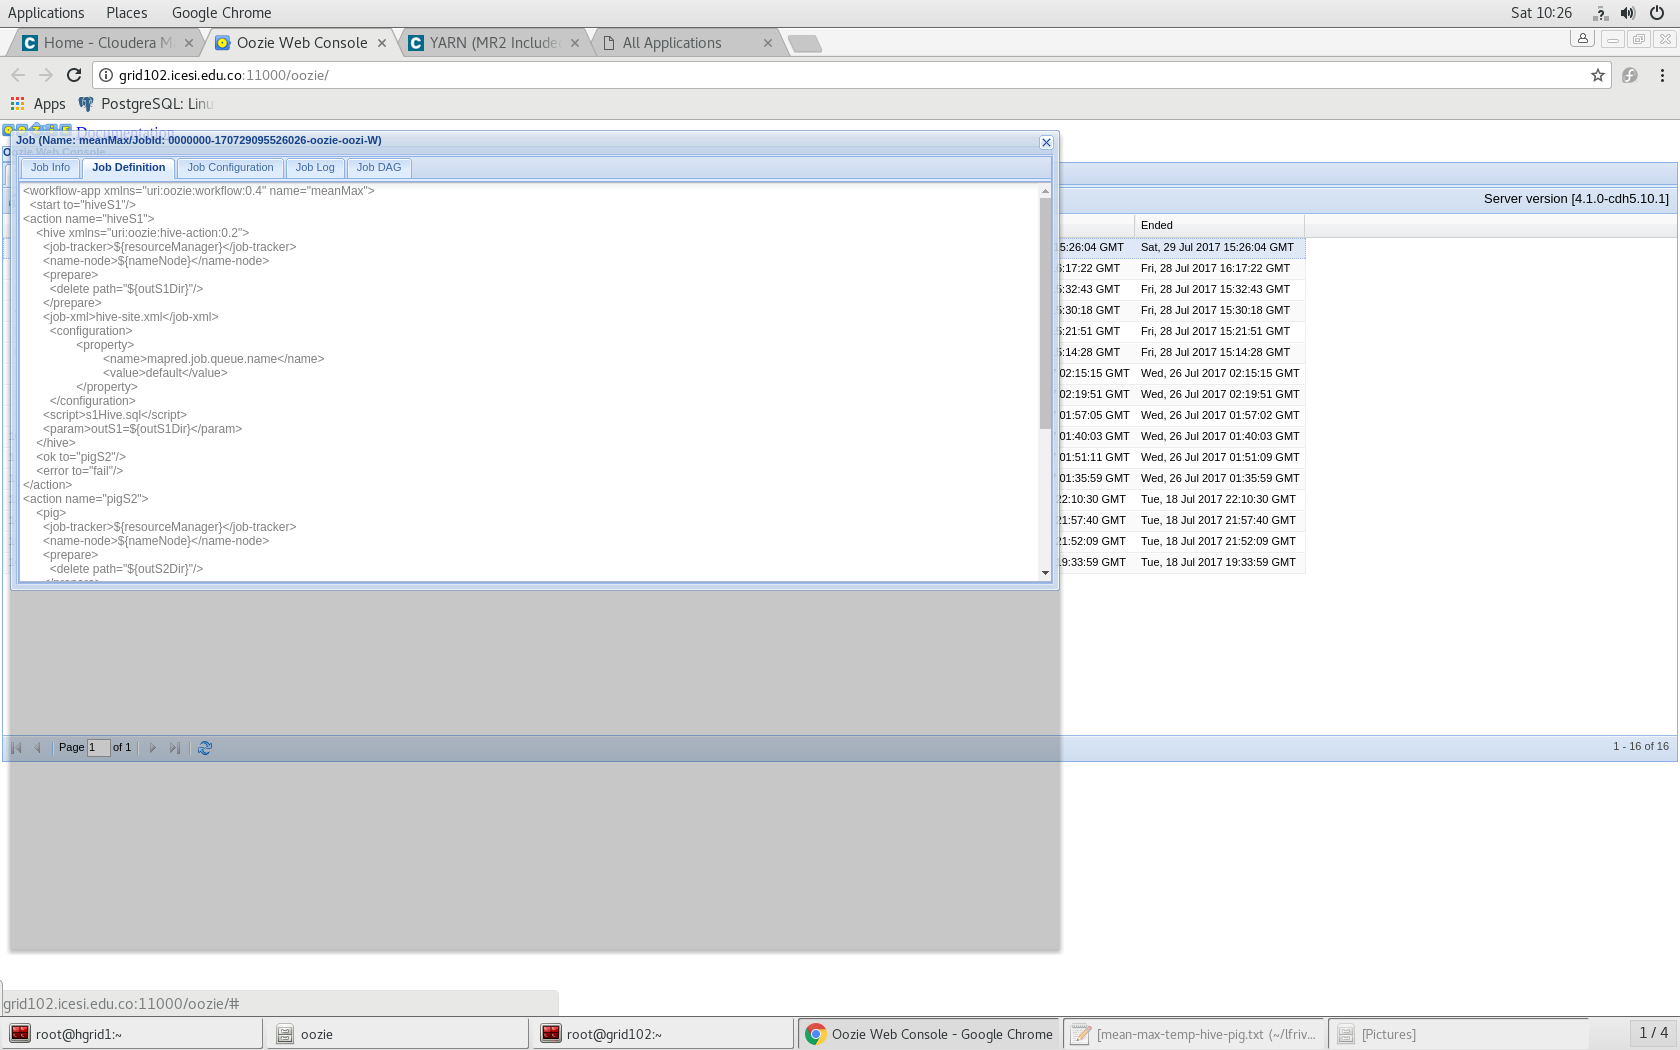 Applications Places Google Chrome Sat 10:26
Home - Cloudera M Oozie Web Console YARN (MR2 Include All Applications
grid102.icesi.edu.co:11000/oozie/
Apps PostgreSQL: Linu
Documentation
Job (Name: meanMax/JobId: 0000000-170729095526026-oozie-oozi-W)
Oozie Web Console
Job Info Job Definition Job Configuration Job Log Job DAG
Server version [4.1.0-cdh5.10.1]
<workflow-app xmlns="uri:oozie:workflow:0.4" name="meanMax">
<start to="hiveS1"/>
<action name="hiveS1">
<hive xmlns="uri:oozie:hive-action:0.2">
<job-tracker>${resourceManager}</job-tracker>
<name-node>${nameNode}</name-node>
<prepare>
<delete path="${outS1Dir}"/>
</prepare>
<job-xml>hive-site.xml</job-xml>
<configuration>
<property>
<name>mapred.job.queue.name</name>
<value>default</value>
</property>
</configuration>
<script>s1Hive.sql</script>
<param>outS1=${outS1Dir}</param>
</hive>
<ok to="pigS2"/>
<error to="fail"/>
</action>
<action name="pigS2">
<pig>
<job-tracker>${resourceManager}</job-tracker>
<name-node>${nameNode}</name-node>
<prepare>
<delete path="${outS2Dir}"/>
Ended
5:26:04 GMT Sat, 29 Jul 2017 15:26:04 GMT
6:17:22 GMT Fri, 28 Jul 2017 16:17:22 GMT
5:32:43 GMT Fri, 28 Jul 2017 15:32:43 GMT
5:30:18 GMT Fri, 28 Jul 2017 15:30:18 GMT
5:21:51 GMT Fri, 28 Jul 2017 15:21:51 GMT
5:14:28 GMT Fri, 28 Jul 2017 15:14:28 GMT
02:15:15 GMT Wed, 26 Jul 2017 02:15:15 GMT
02:19:51 GMT Wed, 26 Jul 2017 02:19:51 GMT
01:57:05 GMT Wed, 26 Jul 2017 01:57:02 GMT
01:40:03 GMT Wed, 26 Jul 2017 01:40:03 GMT
01:51:11 GMT Wed, 26 Jul 2017 01:51:09 GMT
01:35:59 GMT Wed, 26 Jul 2017 01:35:59 GMT
22:10:30 GMT Tue, 18 Jul 2017 22:10:30 GMT
21:57:40 GMT Tue, 18 Jul 2017 21:57:40 GMT
21:52:09 GMT Tue, 18 Jul 2017 21:52:09 GMT
19:33:59 GMT Tue, 18 Jul 2017 19:33:59 GMT
Page 1 of 1 1 - 16 of 16
grid102.icesi.edu.co:11000/oozie/#
root@hgrid1:~ oozie root@grid102:~ Oozie Web Console - Google Chrome [mean-max-temp-hive-pig.txt (~/lfriv... [Pictures] 1 / 4